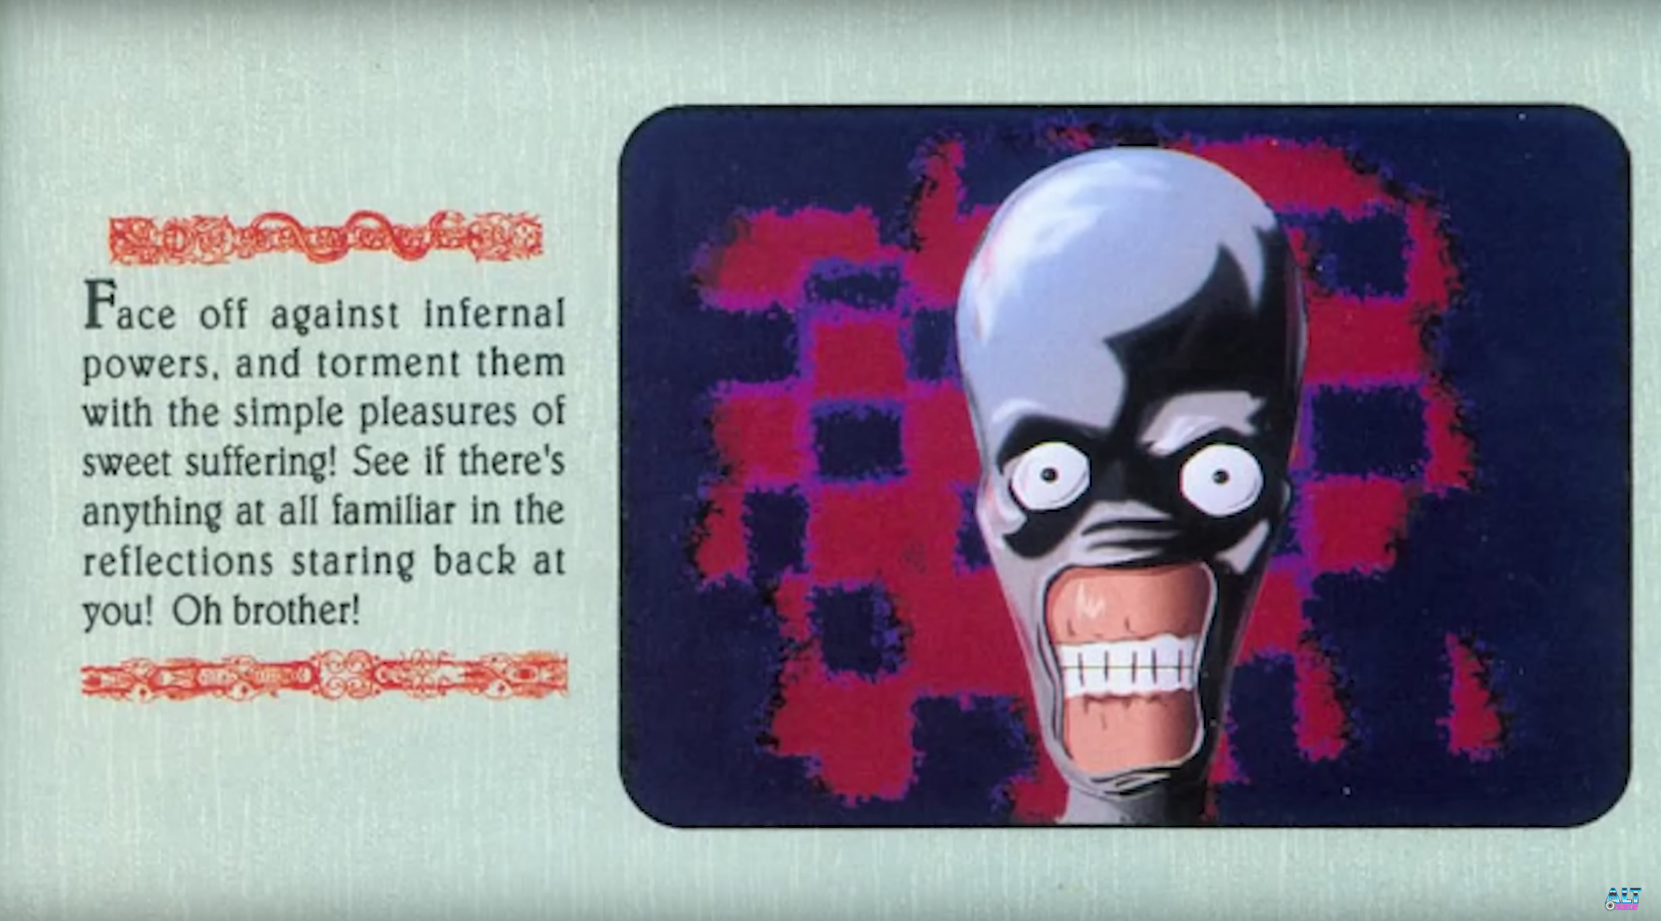 Face off against infernal
powers, and torment them
with the simple pleasures of
sweet suffering! See if there's
anything at all familiar in the
reflections staring back at
you! Oh brother!
ALT